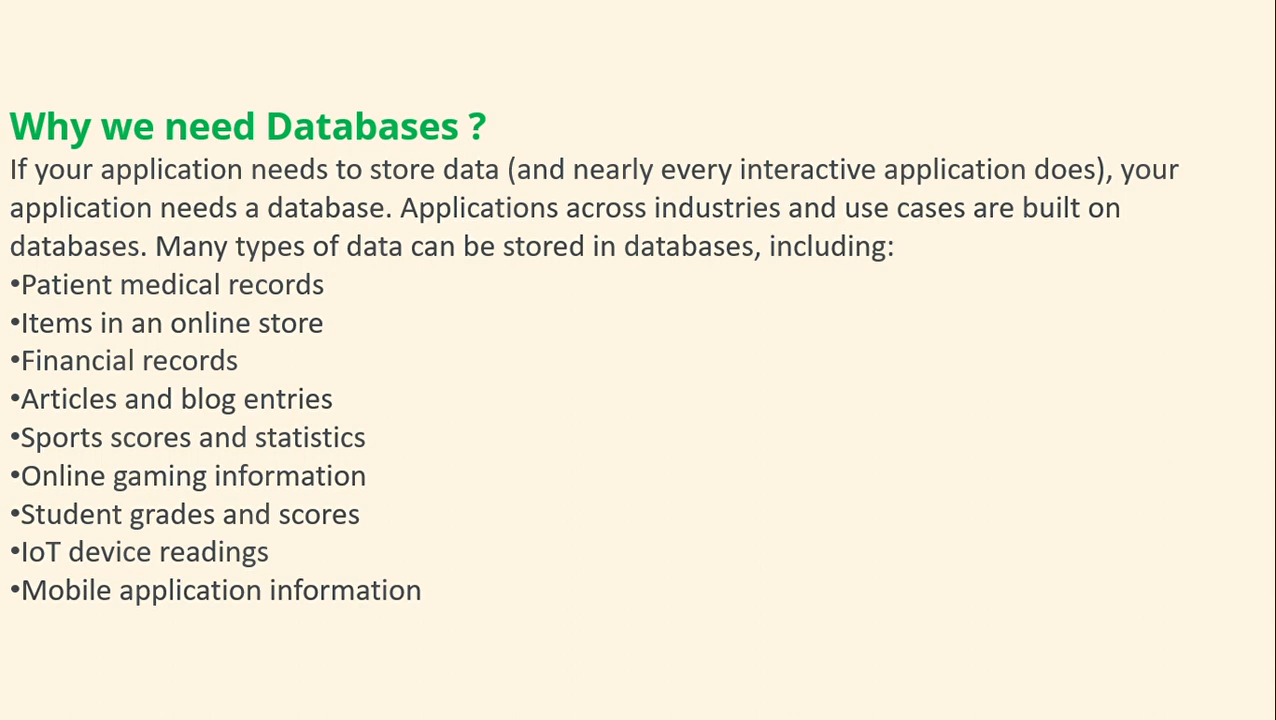 Why we need Databases ?
If your application needs to store data (and nearly every interactive application does), your
application needs a database. Applications across industries and use cases are built on
databases. Many types of data can be stored in databases, including:
•Patient medical records
•Items in an online store
•Financial records
•Articles and blog entries
•Sports scores and statistics
•Online gaming information
•Student grades and scores
•IoT device readings
•Mobile application information